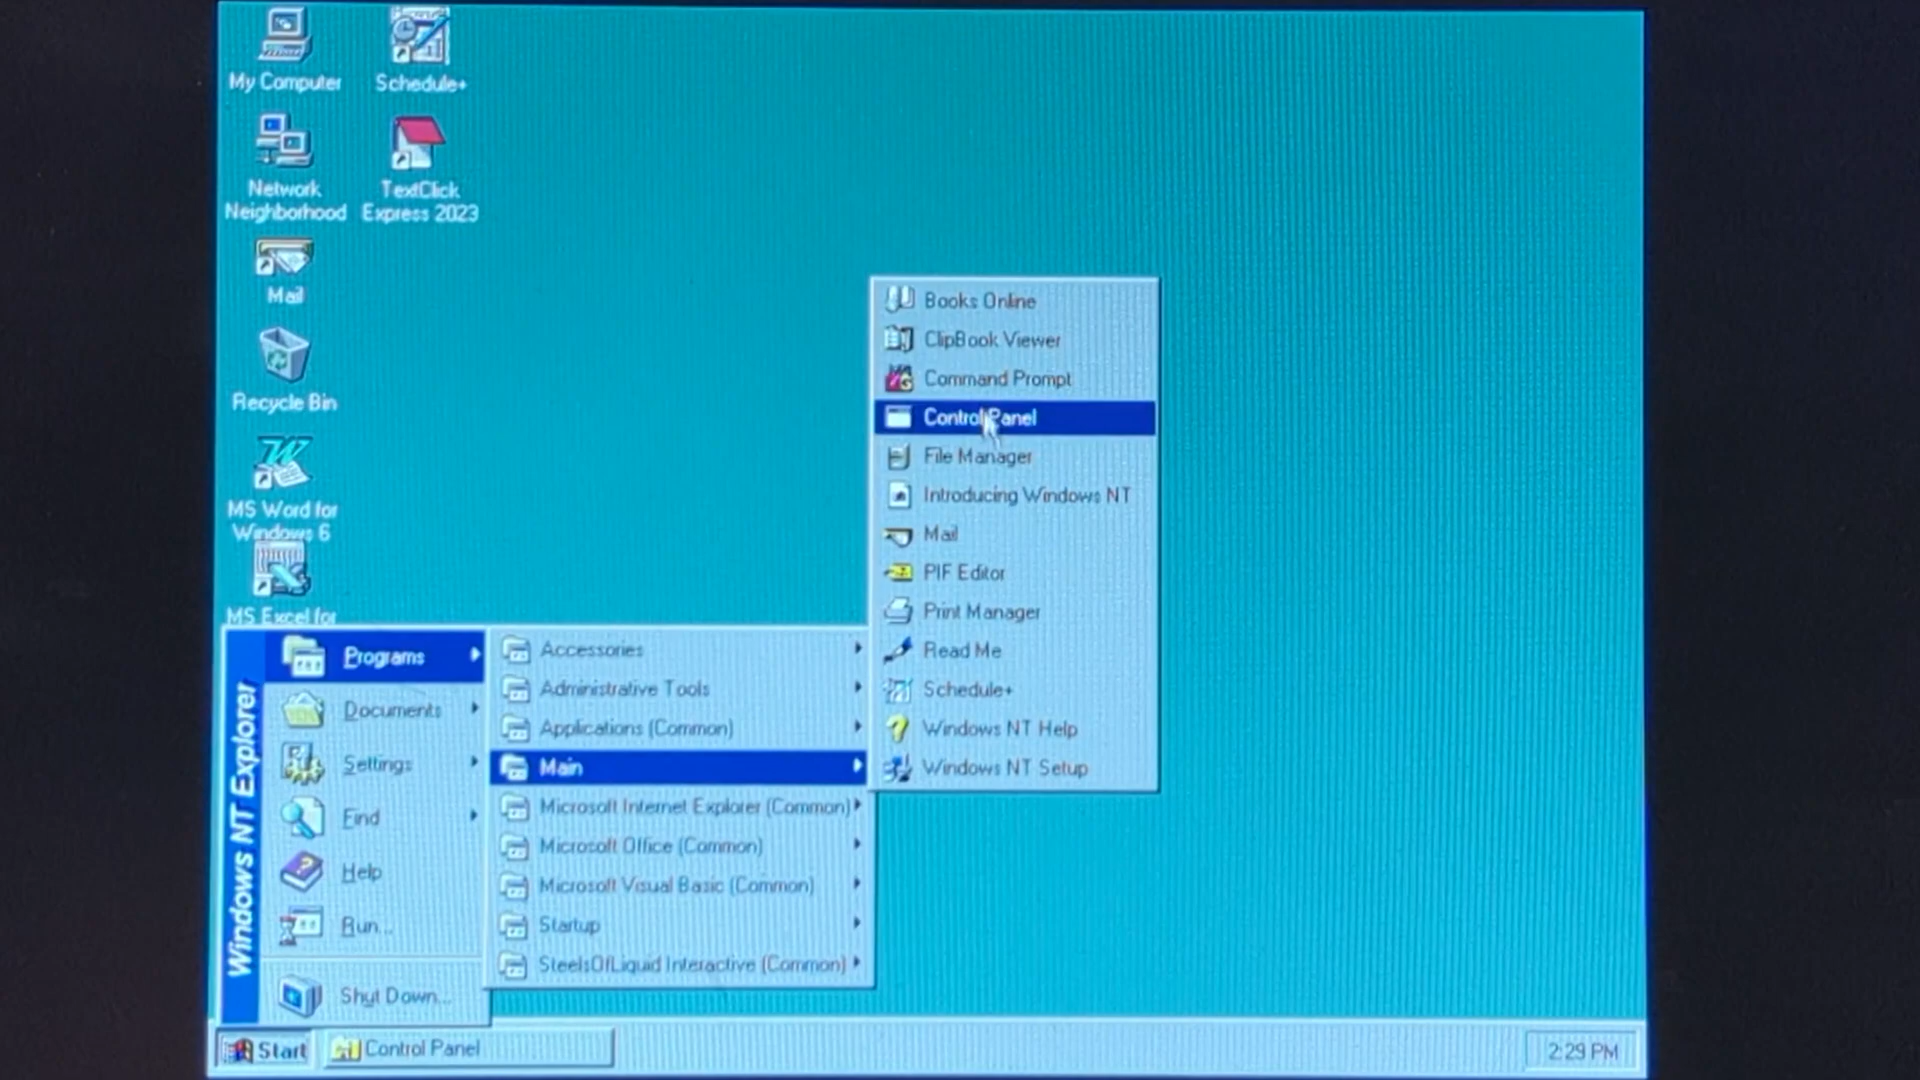 My Computer
Schedule+
Network
Neighborhood
TextClick
Express 2023
Mail
Recycle Bin
MS Word for
Windows 6
MS Excel for
Books Online
ClipBook Viewer
Command Prompt
Control Panel
File Manager
Introducing Windows NT
Mail
PIF Editor
Print Manager
Read Me
Schedule+
Windows NT Help
Windows NT Setup
Windows NT Explorer
Programs
Documents
Settings
Find
Help
Run...
Shut Down...
Accessories
Administrative Tools
Applications (Common)
Main
Microsoft Internet Explorer (Common)
Microsoft Office (Common)
Microsoft Visual Basic (Common)
Startup
SteelsOfLiquid Interactive (Common)
Start
Control Panel
2:29 PM